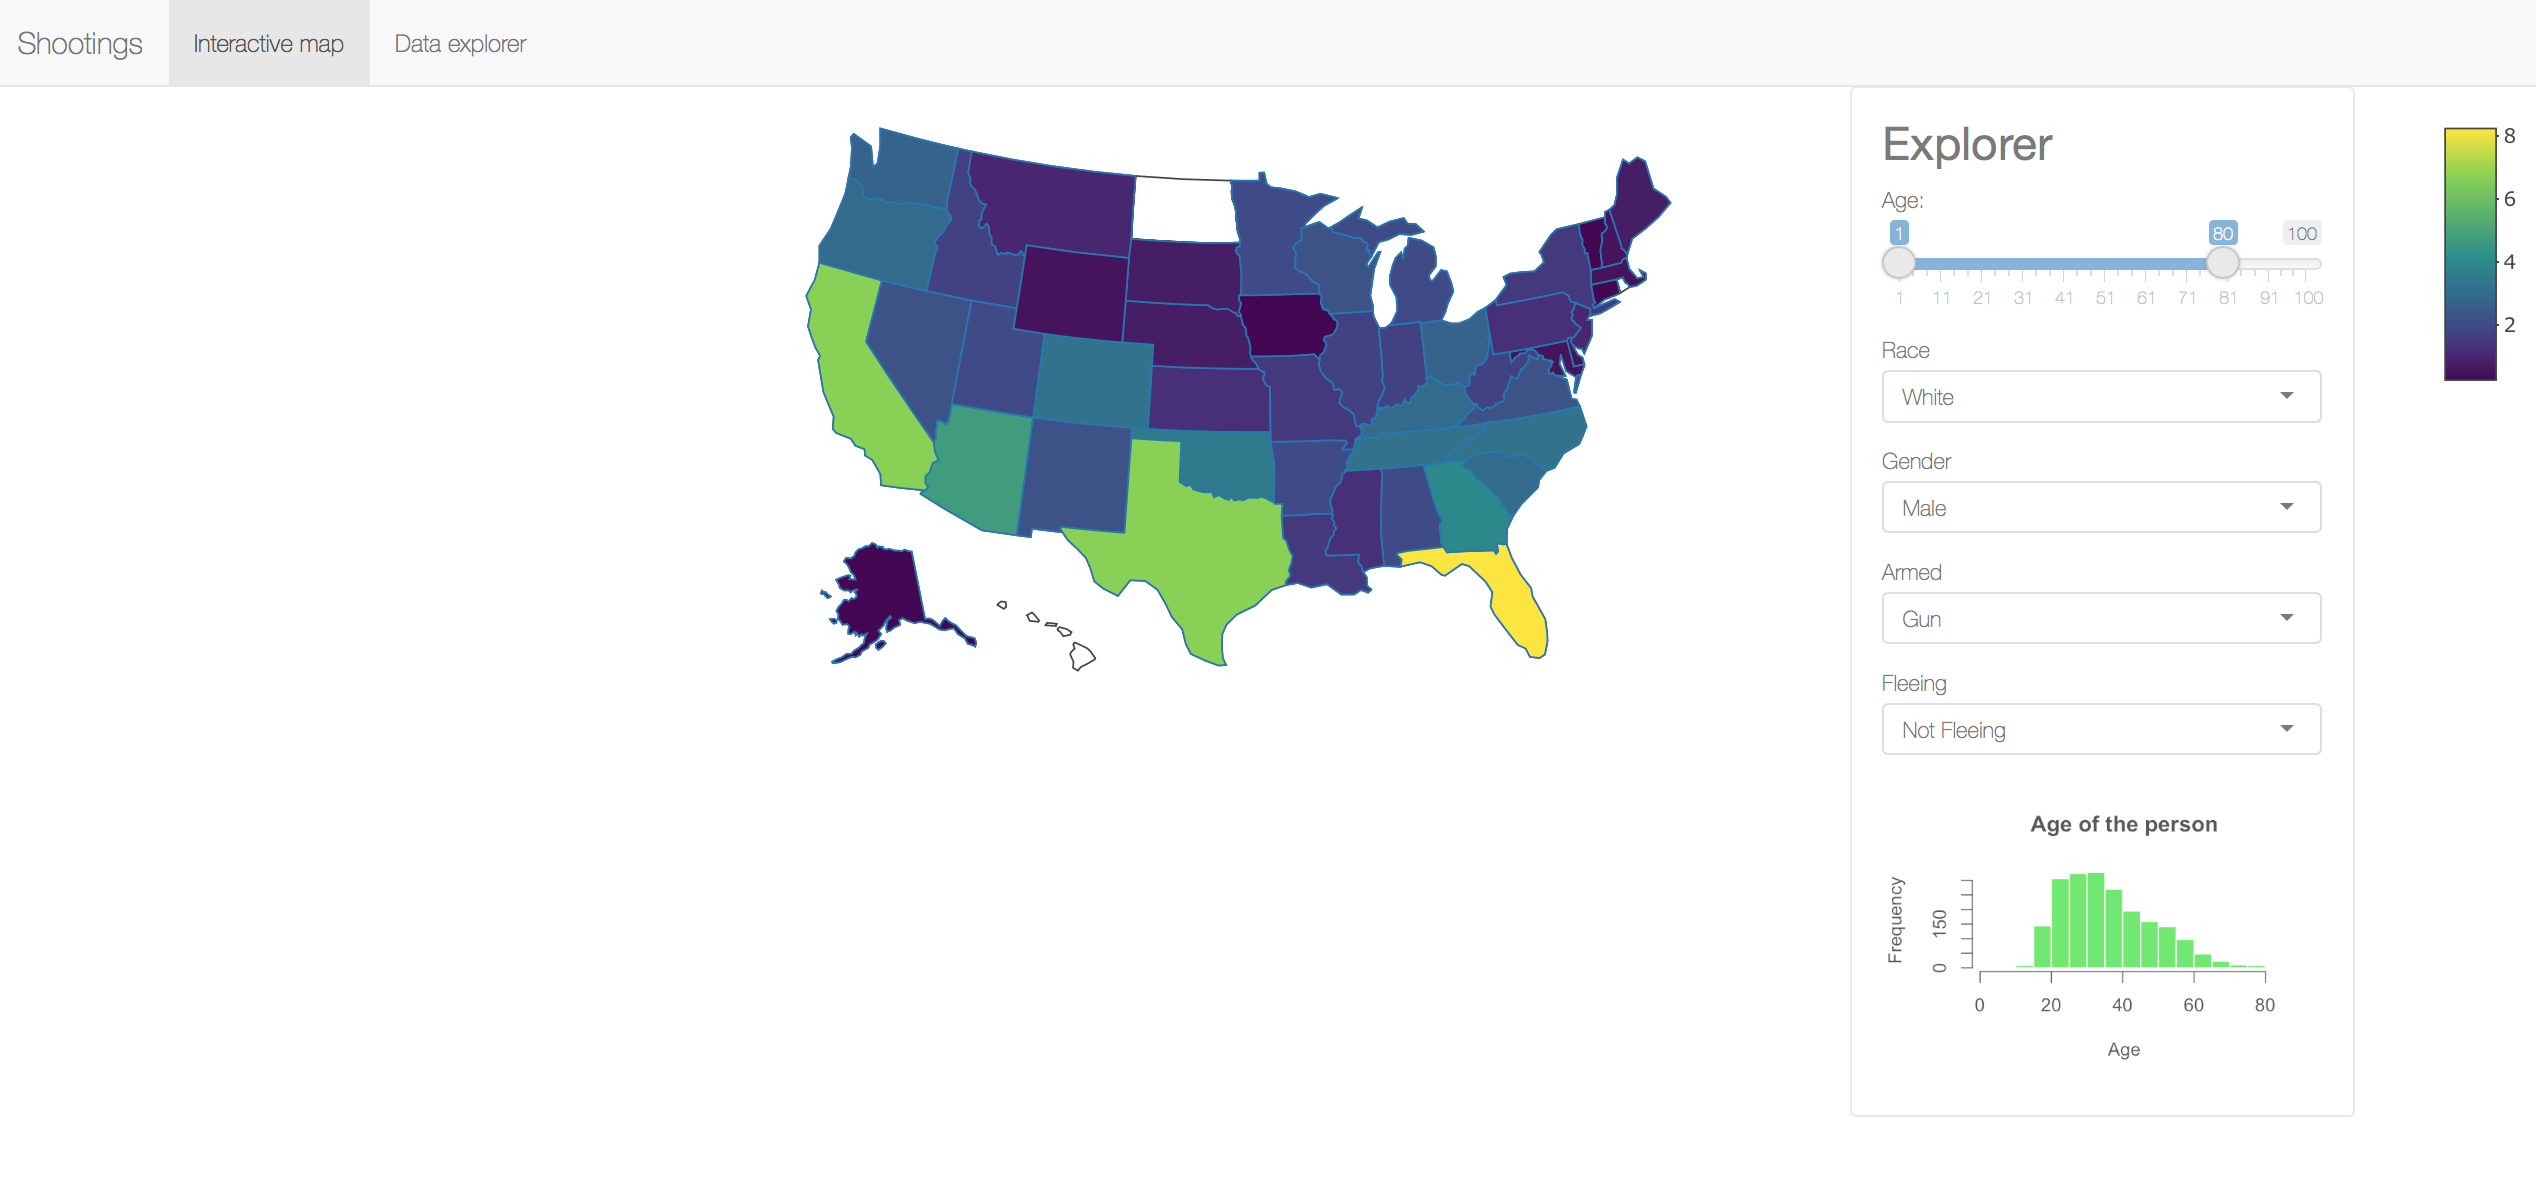 Shootings Interactive map Data explorer
Explorer
Age:
1 80 100
1 11 21 31 41 51 61 71 81 91 100
Race
White
Gender
Male
Armed
Gun
Fleeing
Not Fleeing
Age of the person
Frequency
150
0
0 20 40 60 80
Age
8
6
4
2